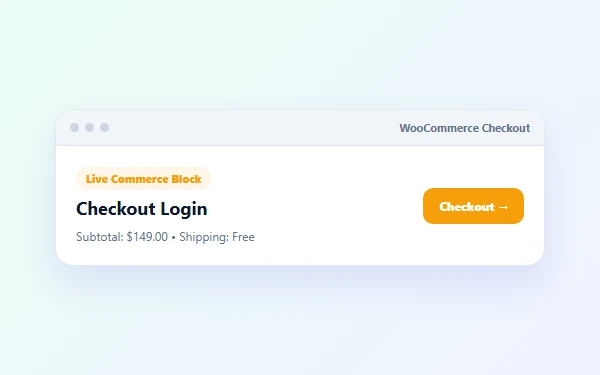 WooCommerce Checkout
Live Commerce Block
Checkout Login
Subtotal: $149.00 • Shipping: Free
Checkout →